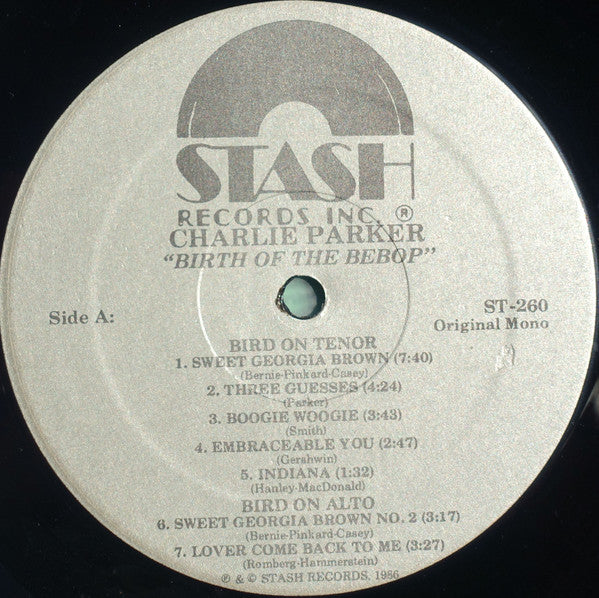 STASH
RECORDS INC. ®
CHARLIE PARKER
"BIRTH OF THE BEBOP"
Side A:
ST-260
Original Mono
BIRD ON TENOR
1. SWEET GEORGIA BROWN (7:40)
(Bernie-Pinkard-Casey)
2. THREE GUESSES (4:24)
(Parker)
3. BOOGIE WOOGIE (3:43)
(Smith)
4. EMBRACEABLE YOU (2:47)
(Gershwin)
5. INDIANA (1:32)
(Hanley-MacDonald)
BIRD ON ALTO
6. SWEET GEORGIA BROWN NO. 2 (3:17)
(Bernie-Pinkard-Casey)
7. LOVER COME BACK TO ME (3:27)
(Romberg-Hammerstein)
℗ & © STASH RECORDS, 1986